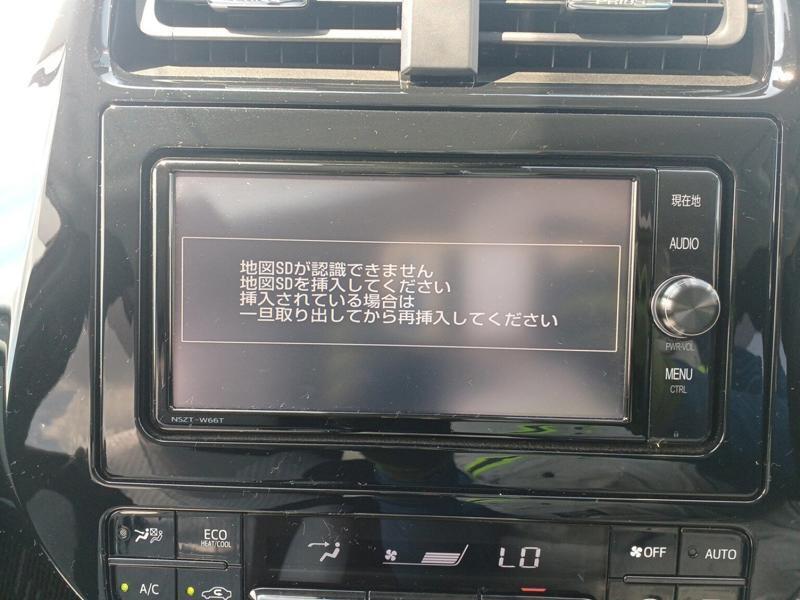 PRIUS
地図SDが認識できません
地図SDを挿入してください
挿入されている場合は
一旦取り出してから再挿入してください
現在地
AUDIO
PWR・VOL
MENU
CTRL
NSZT-W66T
ECO
HEAT/COOL
LO
OFF
AUTO
A/C